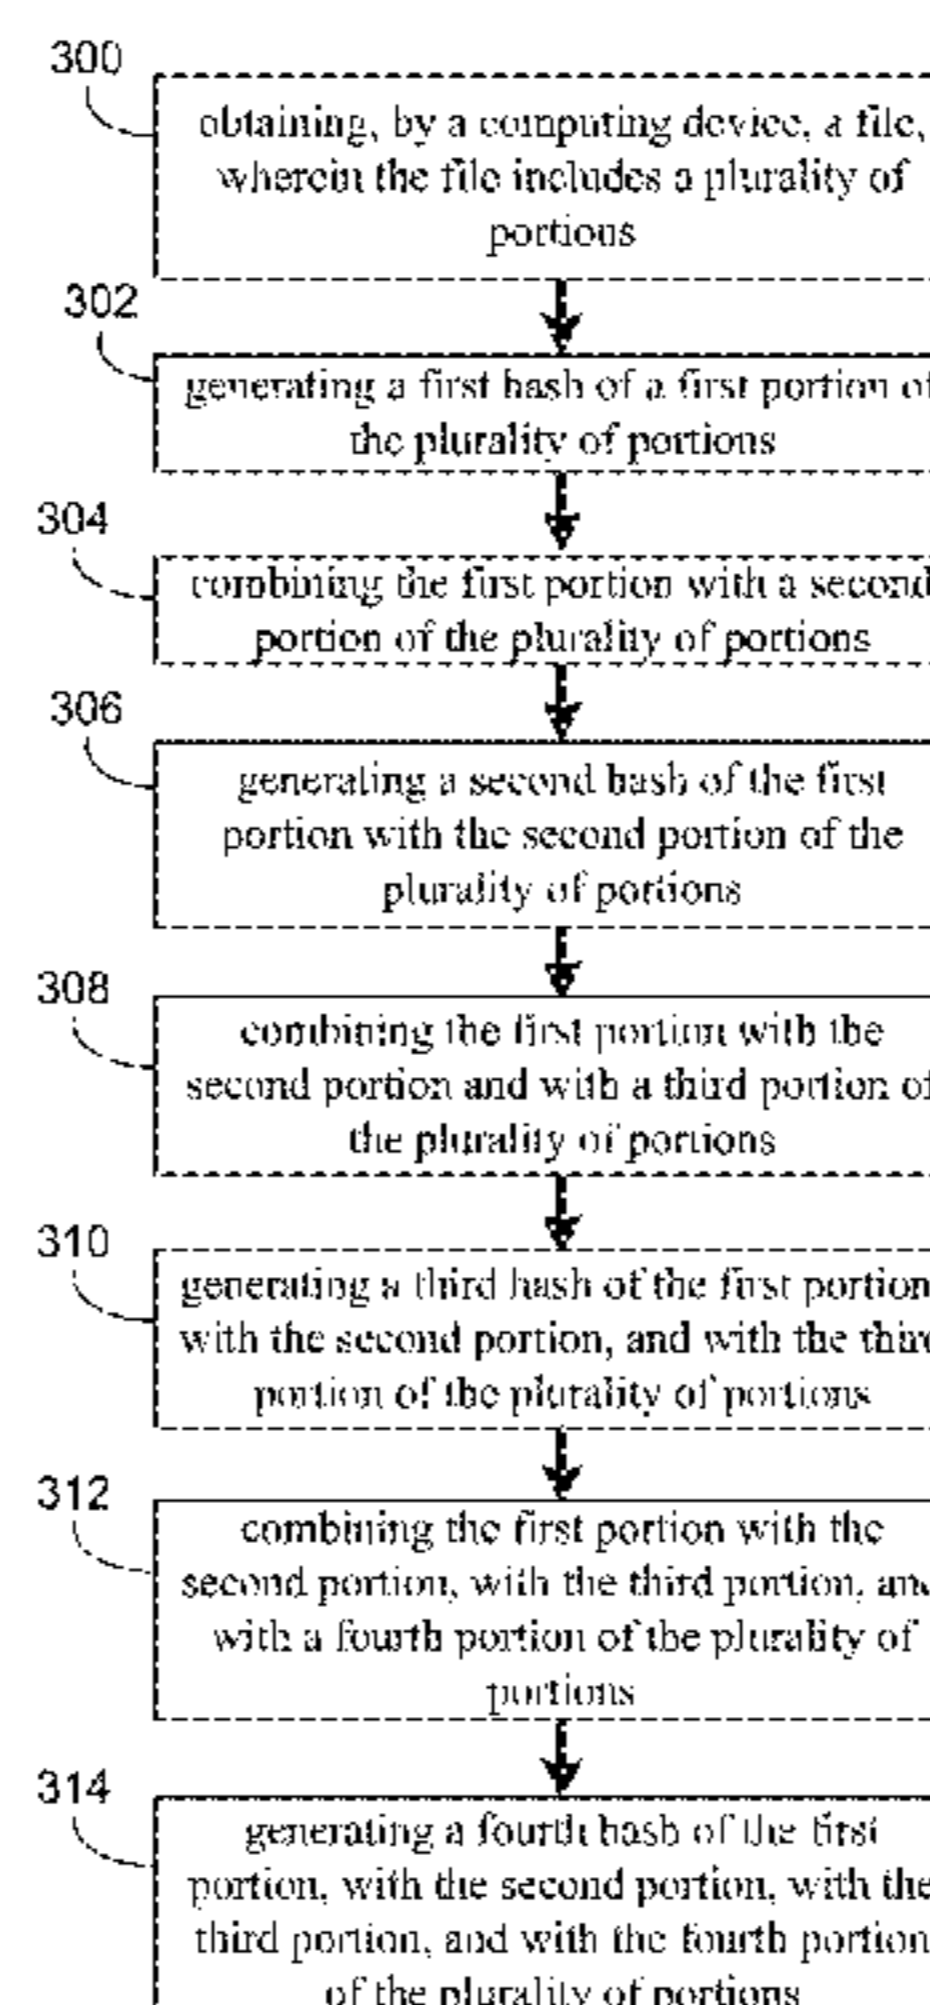 300
obtaining, by a computing device, a file,
wherein the file includes a plurality of
portions
302
generating a first hash of a first portion of
the plurality of portions
304
combining the first portion with a second
portion of the plurality of portions
306
generating a second hash of the first
portion with the second portion of the
plurality of portions
308
combining the first portion with the
second portion and with a third portion of
the plurality of portions
310
generating a third hash of the first portion
with the second portion, and with the third
portion of the plurality of portions
312
combining the first portion with the
second portion, with the third portion, and
with a fourth portion of the plurality of
portions
314
generating a fourth hash of the first
portion, with the second portion, with the
third portion, and with the fourth portion
of the plurality of portions